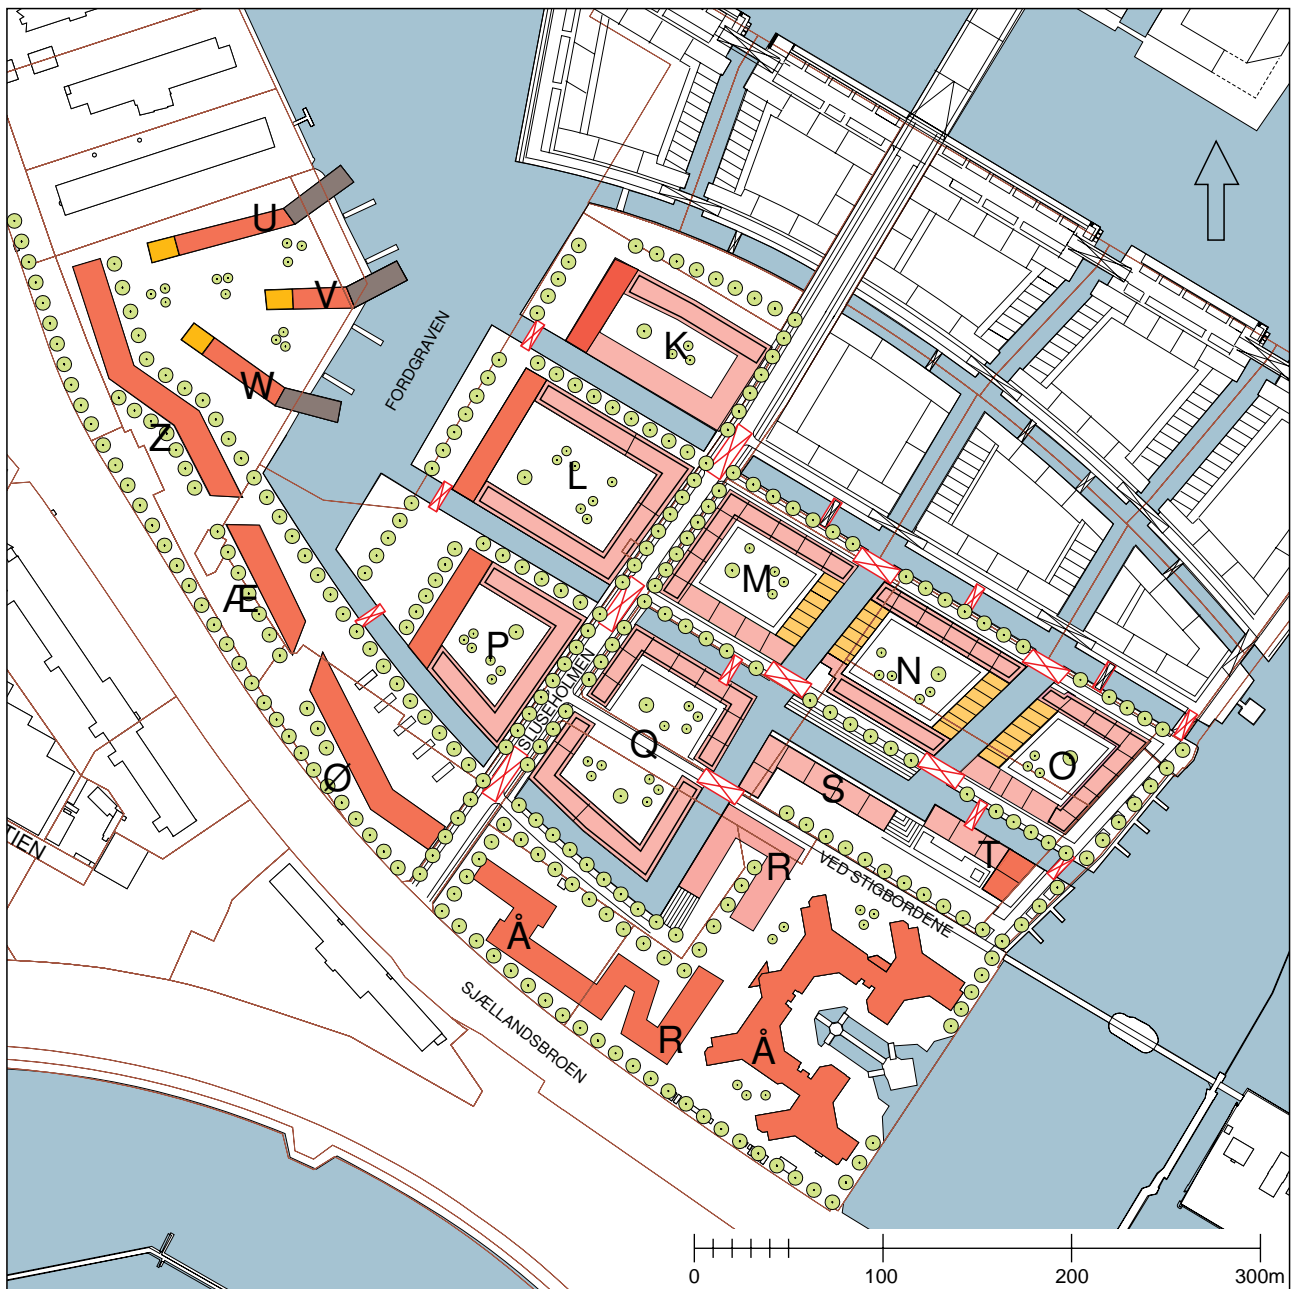 U
V
FORDGRAVEN
K
W
Z
L
M
Æ
P
N
SLUSEHOLMEN
Q
O
Ø
S
T
R
VED STIGBORDENE
TIEN
Å
SJÆLLANDSBROEN
R
Å
0 100 200 300m